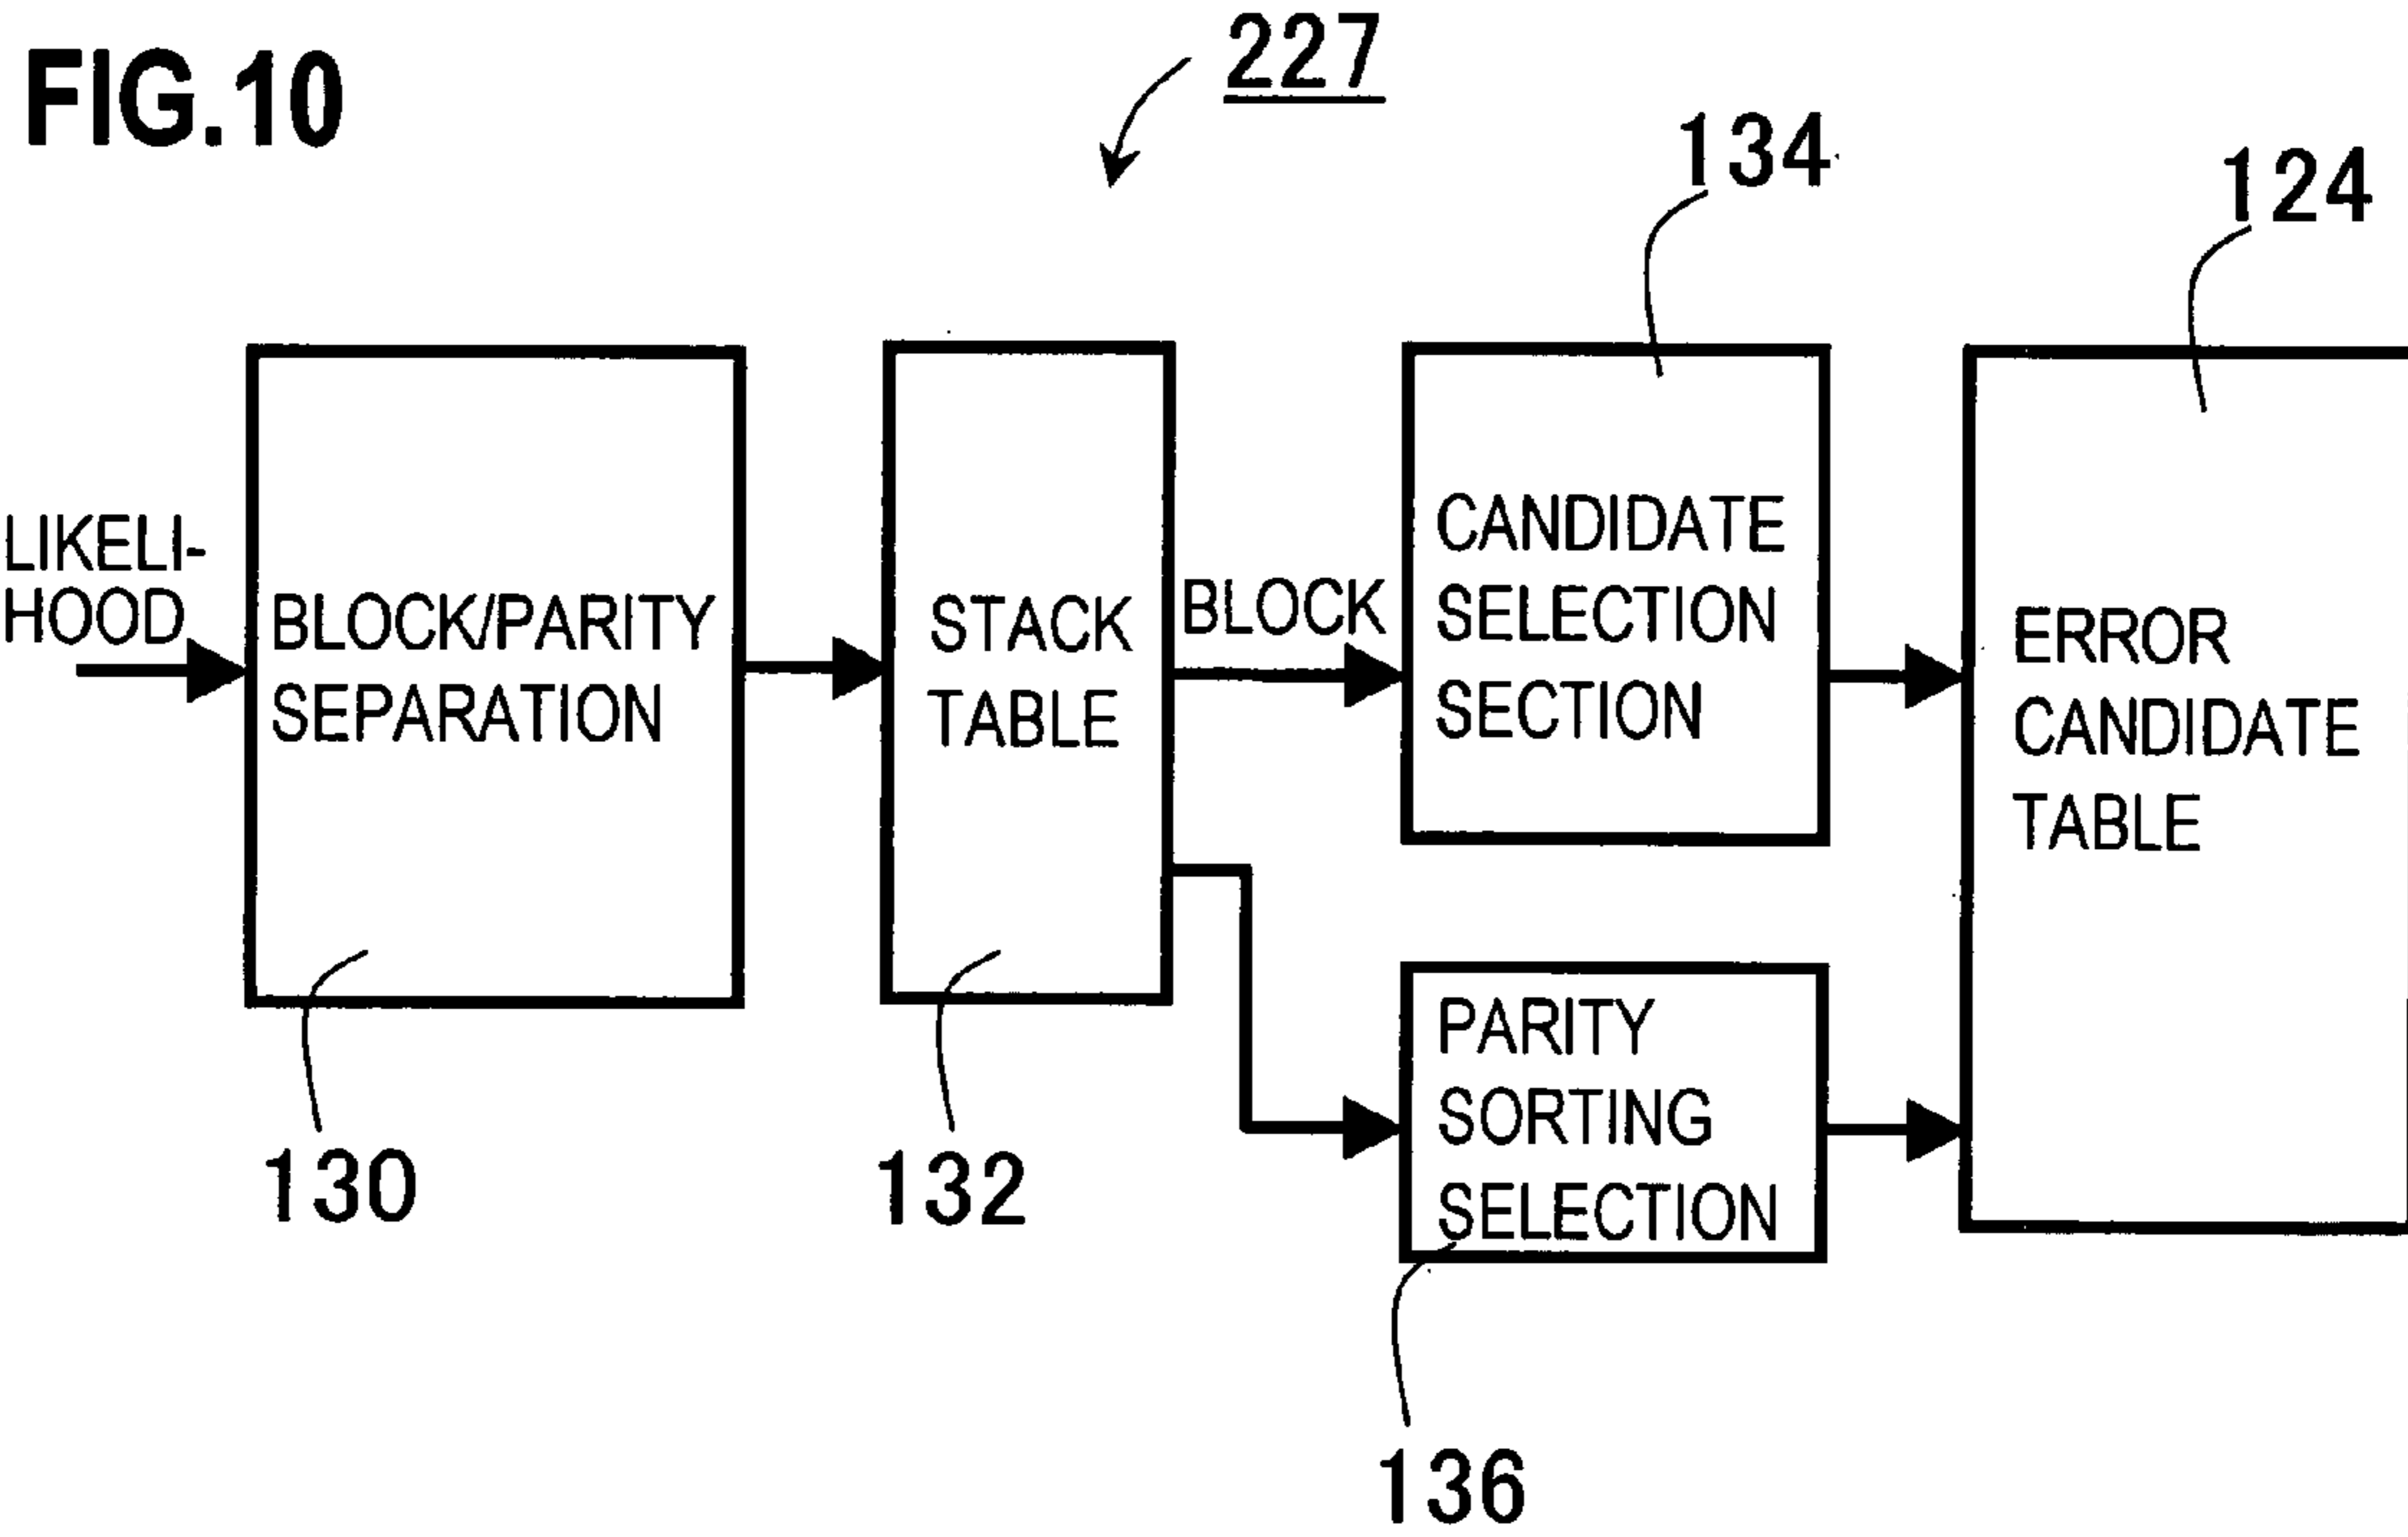 FIG.10
227
134
124
LIKELI-
HOOD
BLOCK/PARITY
SEPARATION
STACK
TABLE
BLOCK
CANDIDATE
SELECTION
SECTION
ERROR
CANDIDATE
TABLE
PARITY
SORTING
SELECTION
130
132
136